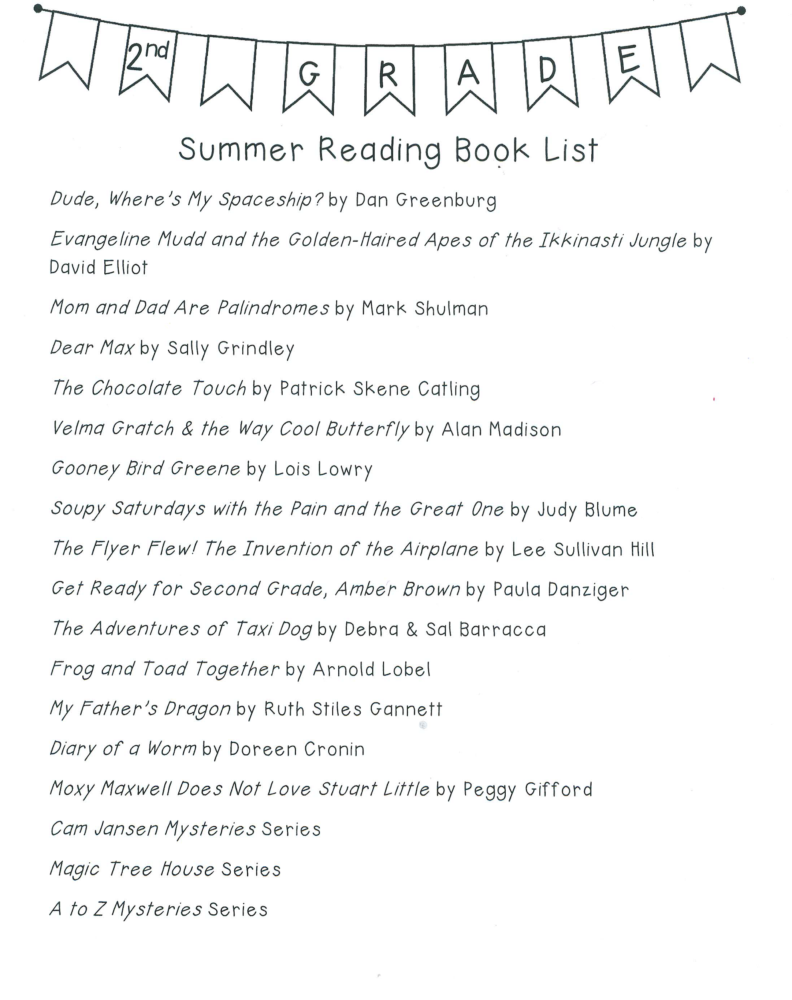 2nd GRADE
Summer Reading Book List
Dude, Where's My Spaceship? by Dan Greenburg
Evangeline Mudd and the Golden-Haired Apes of the Ikkinasti Jungle by
David Elliot
Mom and Dad Are Palindromes by Mark Shulman
Dear Max by Sally Grindley
The Chocolate Touch by Patrick Skene Catling
Velma Gratch & the Way Cool Butterfly by Alan Madison
Gooney Bird Greene by Lois Lowry
Soupy Saturdays with the Pain and the Great One by Judy Blume
The Flyer Flew! The Invention of the Airplane by Lee Sullivan Hill
Get Ready for Second Grade, Amber Brown by Paula Danziger
The Adventures of Taxi Dog by Debra & Sal Barracca
Frog and Toad Together by Arnold Lobel
My Father's Dragon by Ruth Stiles Gannett
Diary of a Worm by Doreen Cronin
Moxy Maxwell Does Not Love Stuart Little by Peggy Gifford
Cam Jansen Mysteries Series
Magic Tree House Series
A to Z Mysteries Series